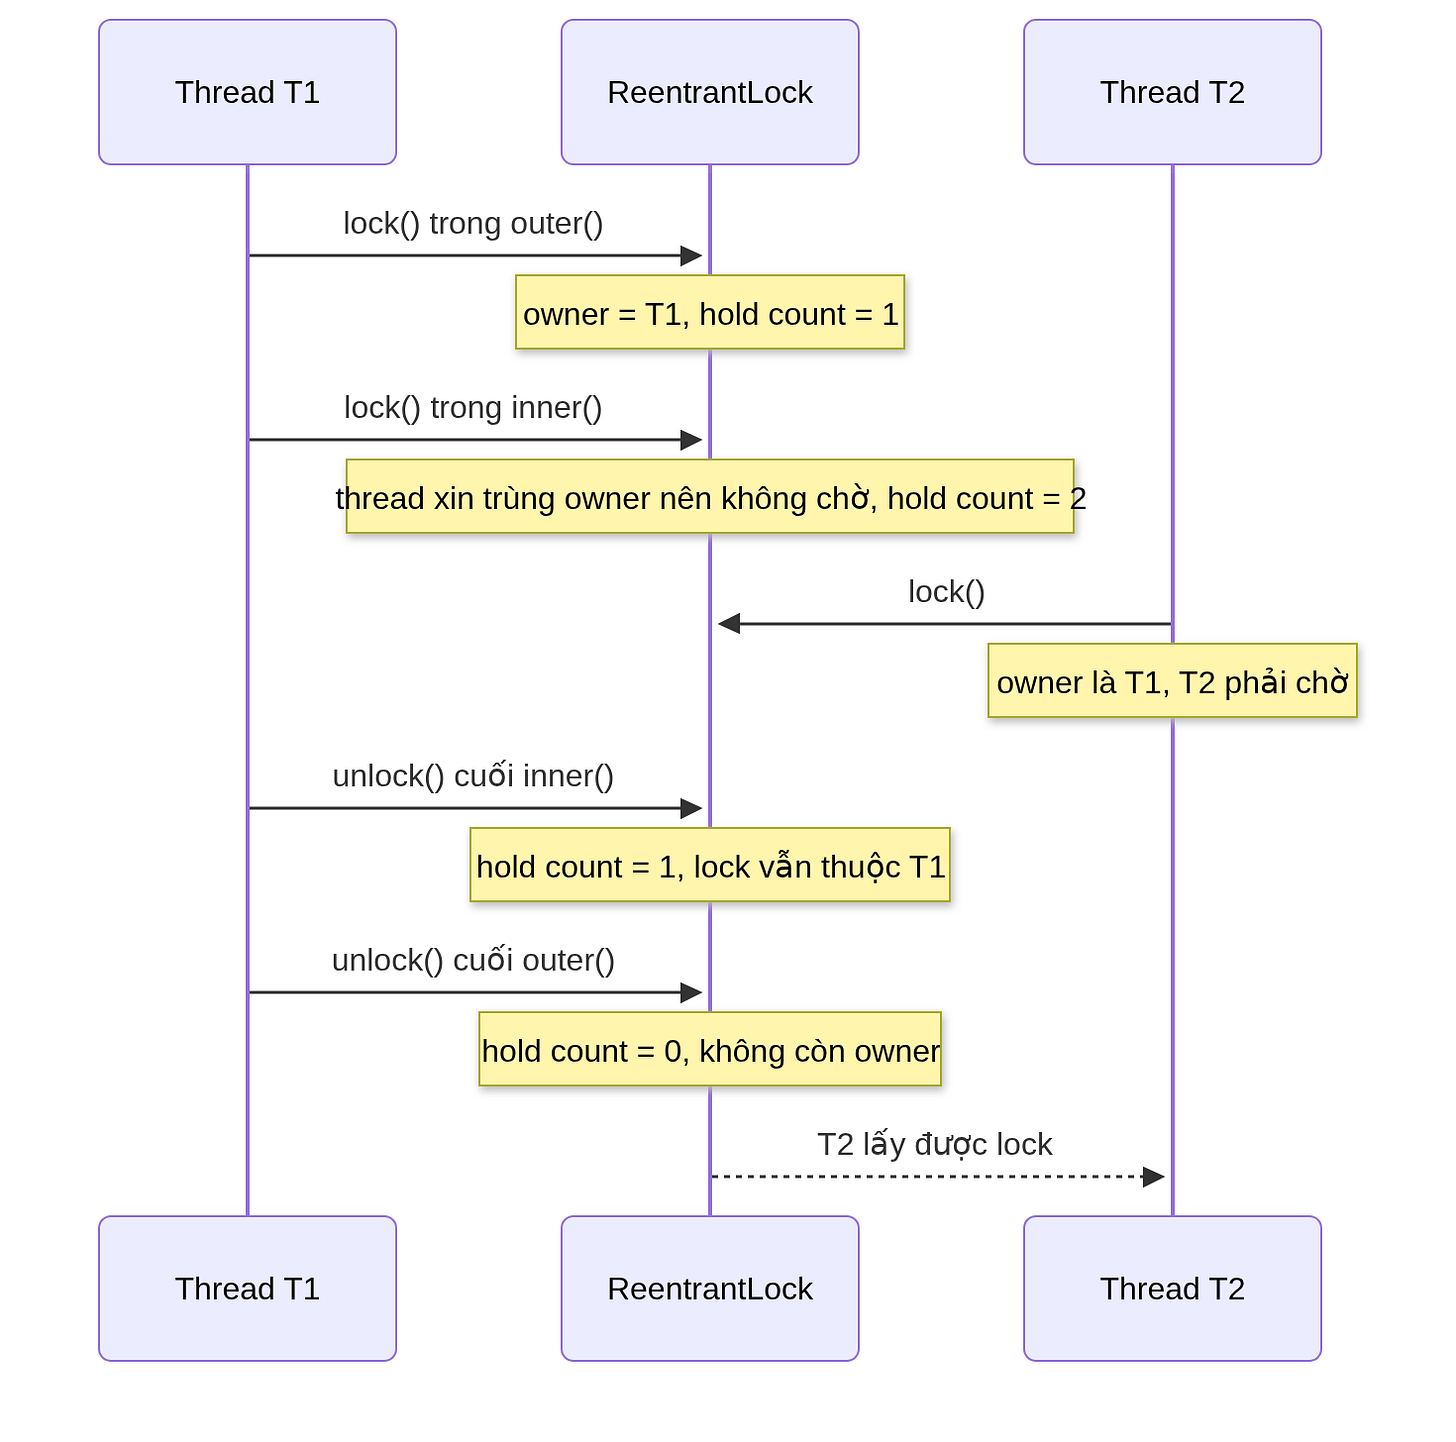 Thread T1
ReentrantLock
Thread T2
lock() trong outer()
owner = T1, hold count = 1
lock() trong inner()
thread xin trùng owner nên không chờ, hold count = 2
lock()
owner là T1, T2 phải chờ
unlock() cuối inner()
hold count = 1, lock vẫn thuộc T1
unlock() cuối outer()
hold count = 0, không còn owner
T2 lấy được lock
Thread T1
ReentrantLock
Thread T2